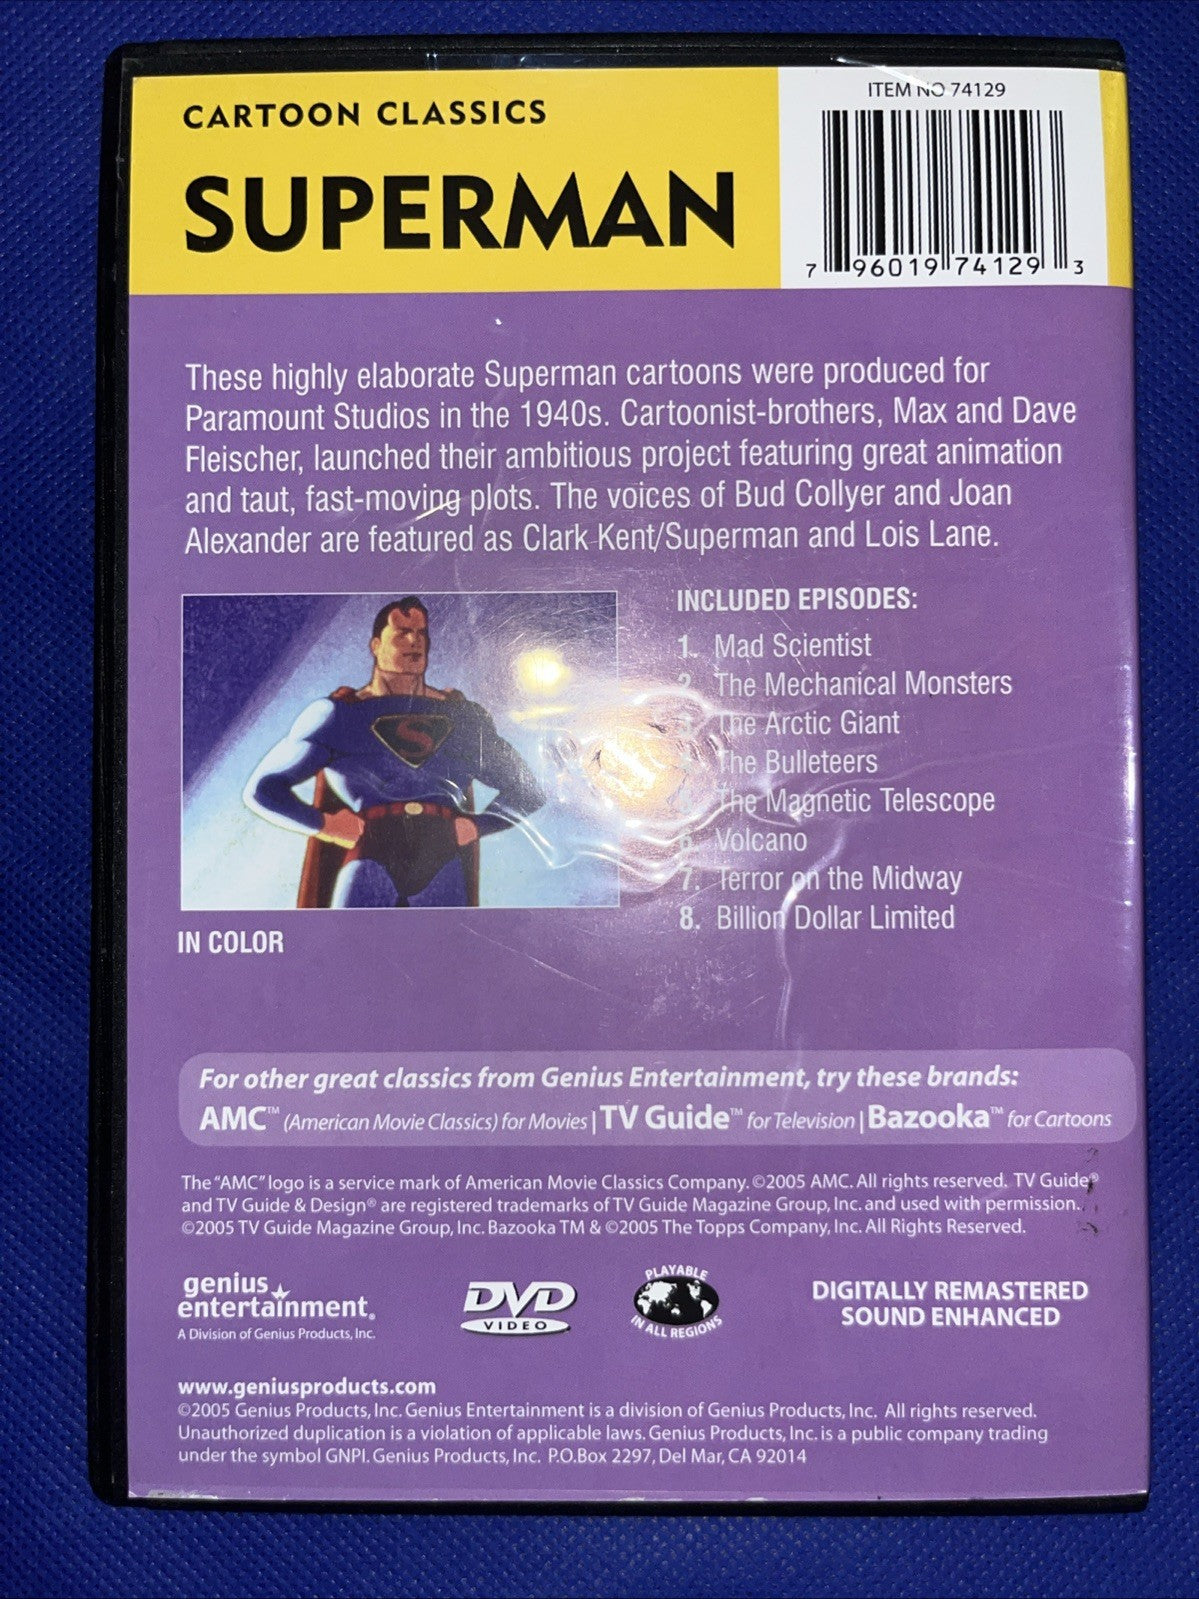 CARTOON CLASSICS
SUPERMAN
ITEM NO 74129
7 96019 74129 3
These highly elaborate Superman cartoons were produced for
Paramount Studios in the 1940s. Cartoonist-brothers, Max and Dave
Fleischer, launched their ambitious project featuring great animation
and taut, fast-moving plots. The voices of Bud Collyer and Joan
Alexander are featured as Clark Kent/Superman and Lois Lane.
S
IN COLOR
INCLUDED EPISODES:
1. Mad Scientist
2. The Mechanical Monsters
The Arctic Giant
The Bulleteers
The Magnetic Telescope
6. Volcano
7. Terror on the Midway
8. Billion Dollar Limited
For other great classics from Genius Entertainment, try these brands:
AMC™ (American Movie Classics) for Movies | TV Guide™ for Television | Bazooka™ for Cartoons
The "AMC" logo is a service mark of American Movie Classics Company. ©2005 AMC. All rights reserved. TV Guide®
and TV Guide & Design® are registered trademarks of TV Guide Magazine Group, Inc. and used with permission.
©2005 TV Guide Magazine Group, Inc. Bazooka TM & ©2005 The Topps Company, Inc. All Rights Reserved.
genius
entertainment®
A Division of Genius Products, Inc.
DVD
VIDEO
PLAYABLE
IN ALL REGIONS
DIGITALLY REMASTERED
SOUND ENHANCED
www.geniusproducts.com
©2005 Genius Products, Inc. Genius Entertainment is a division of Genius Products, Inc. All rights reserved.
Unauthorized duplication is a violation of applicable laws. Genius Products, Inc. is a public company trading
under the symbol GNPI. Genius Products, Inc. P.O.Box 2297, Del Mar, CA 92014